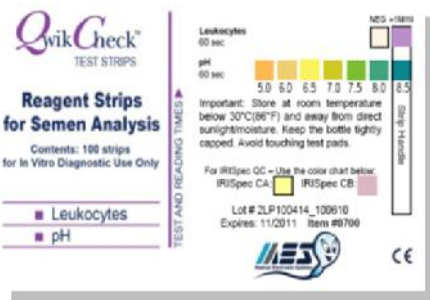 QwikCheck™
TEST STRIPS
Reagent Strips
for Semen Analysis
Contents: 100 strips
for In Vitro Diagnostic Use Only
Leukocytes
pH
TEST AND READING TIMES ▶
Leukocytes
60 sec
NEG.
pH
60 sec
5.0 6.0 6.5 7.0 7.5 8.0 8.5
Strip Handle
Important: Store at room temperature
below 30°C(86°F) and away from direct
sunlight/moisture. Keep the bottle tightly
capped. Avoid touching test pads.
For IRISpec QC – Use the color chart below:
IRISpec CA: IRISpec CB:
Lot # 2LP100414_100610
Expires: 11/2011 Item #0700
MES
Medical Electronic Systems
CE